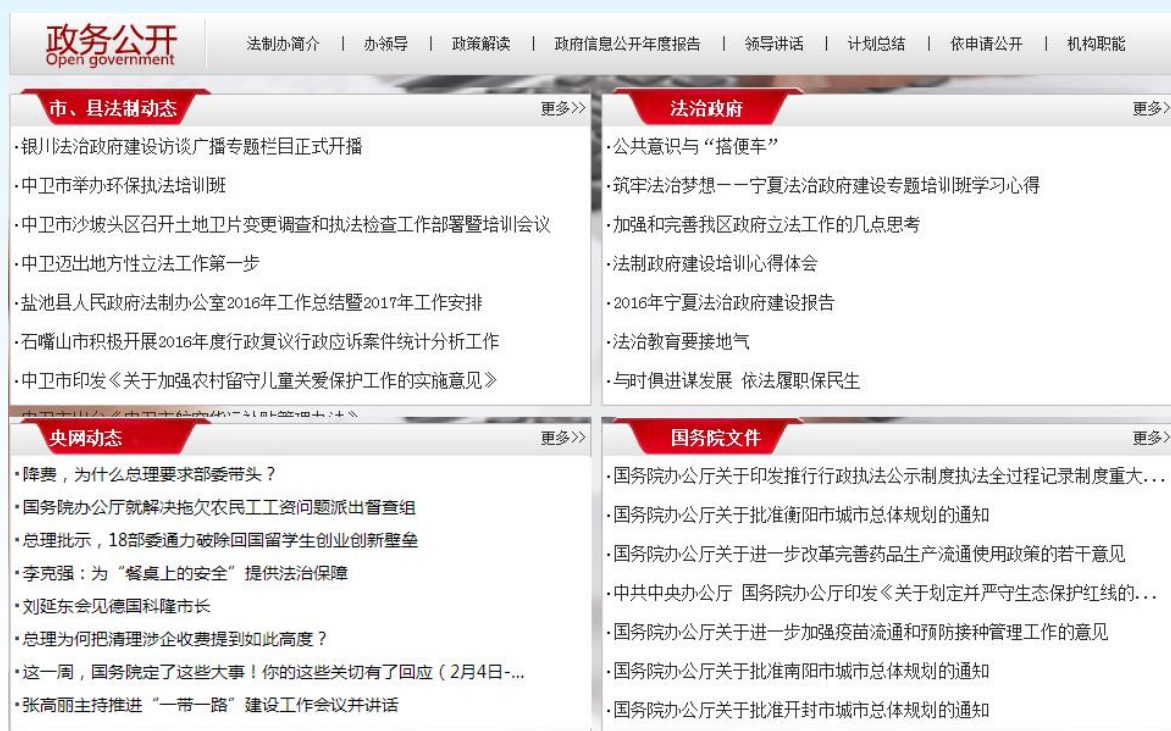 政务公开
Open government
法制办简介 | 办领导 | 政策解读 | 政府信息公开年度报告 | 领导讲话 | 计划总结 | 依申请公开 | 机构职能
市、县法制动态
更多>>
·银川法治政府建设访谈广播专题栏目正式开播
·中卫市举办环保执法培训班
·中卫市沙坡头区召开土地卫片变更调查和执法检查工作部署暨培训会议
·中卫迈出地方性立法工作第一步
·盐池县人民政府法制办公室2016年工作总结暨2017年工作安排
·石嘴山市积极开展2016年度行政复议行政应诉案件统计分析工作
·中卫市印发《关于加强农村留守儿童关爱保护工作的实施意见》
法治政府
更多>
·公共意识与“搭便车”
·筑牢法治梦想——宁夏法治政府建设专题培训班学习心得
·加强和完善我区政府立法工作的几点思考
·法制政府建设培训心得体会
·2016年宁夏法治政府建设报告
·法治教育要接地气
·与时俱进谋发展 依法履职保民生
央网动态
更多>>
·降费，为什么总理要求部委带头？
·国务院办公厅就解决拖欠农民工工资问题派出督查组
·总理批示，18部委通力破除回国留学生创业创新壁垒
·李克强：为“餐桌上的安全”提供法治保障
·刘延东会见德国科隆市长
·总理为何把清理涉企收费提到如此高度？
·这一周，国务院定了这些大事！你的这些关切有了回应（2月4日-...
·张高丽主持推进“一带一路”建设工作会议并讲话
国务院文件
更多>
·国务院办公厅关于印发推行行政执法公示制度执法全过程记录制度重大...
·国务院办公厅关于批准衡阳市城市总体规划的通知
·国务院办公厅关于进一步改革完善药品生产流通使用政策的若干意见
·中共中央办公厅 国务院办公厅印发《关于划定并严守生态保护红线的...
·国务院办公厅关于进一步加强疫苗流通和预防接种管理工作的意见
·国务院办公厅关于批准南阳市城市总体规划的通知
·国务院办公厅关于批准开封市城市总体规划的通知